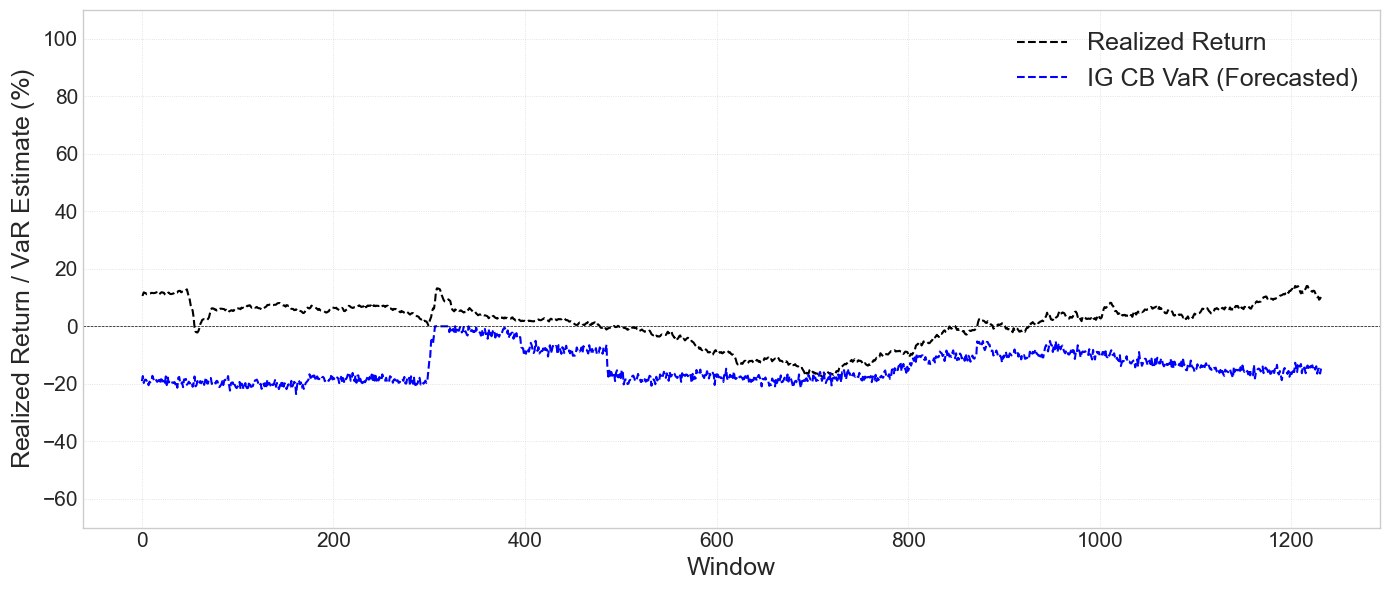 Realized Return / VaR Estimate (%)
100
80
60
40
20
0
−20
−40
−60
Realized Return
IG CB VaR (Forecasted)
0 200 400 600 800 1000 1200
Window